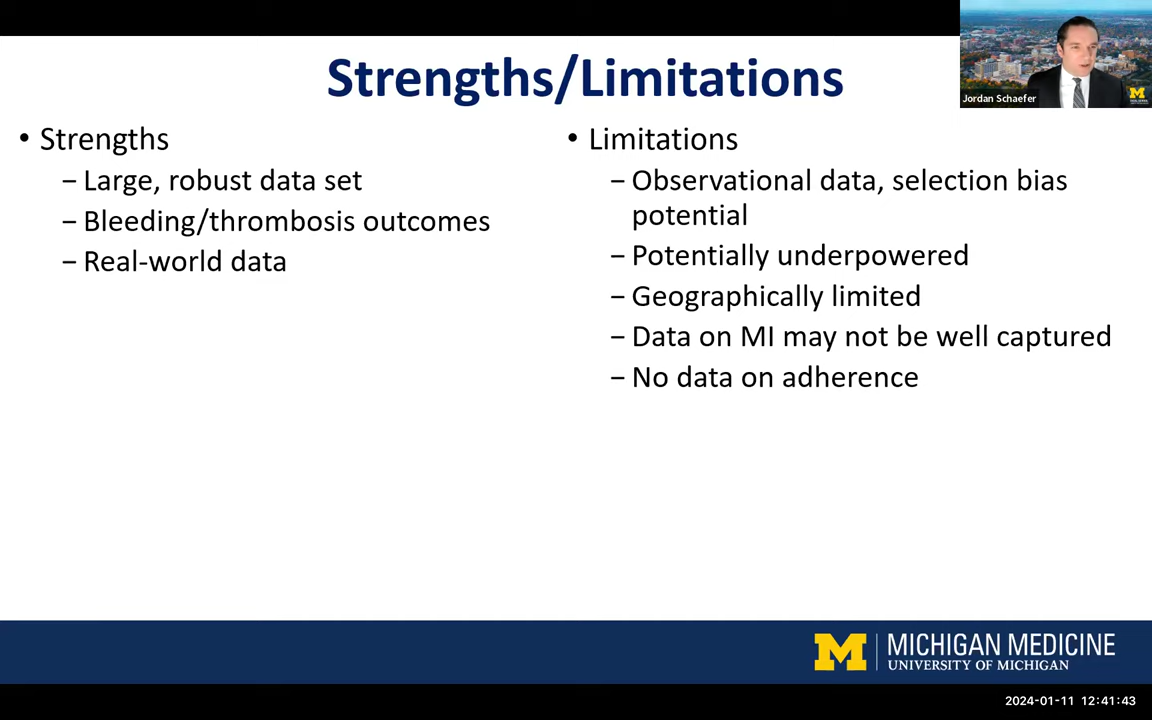 Strengths/Limitations
Jordan Schaefer
• Strengths
– Large, robust data set
– Bleeding/thrombosis outcomes
– Real-world data
• Limitations
– Observational data, selection bias
potential
– Potentially underpowered
– Geographically limited
– Data on MI may not be well captured
– No data on adherence
M
MICHIGAN MEDICINE
UNIVERSITY OF MICHIGAN
2024-01-11 12:41:43